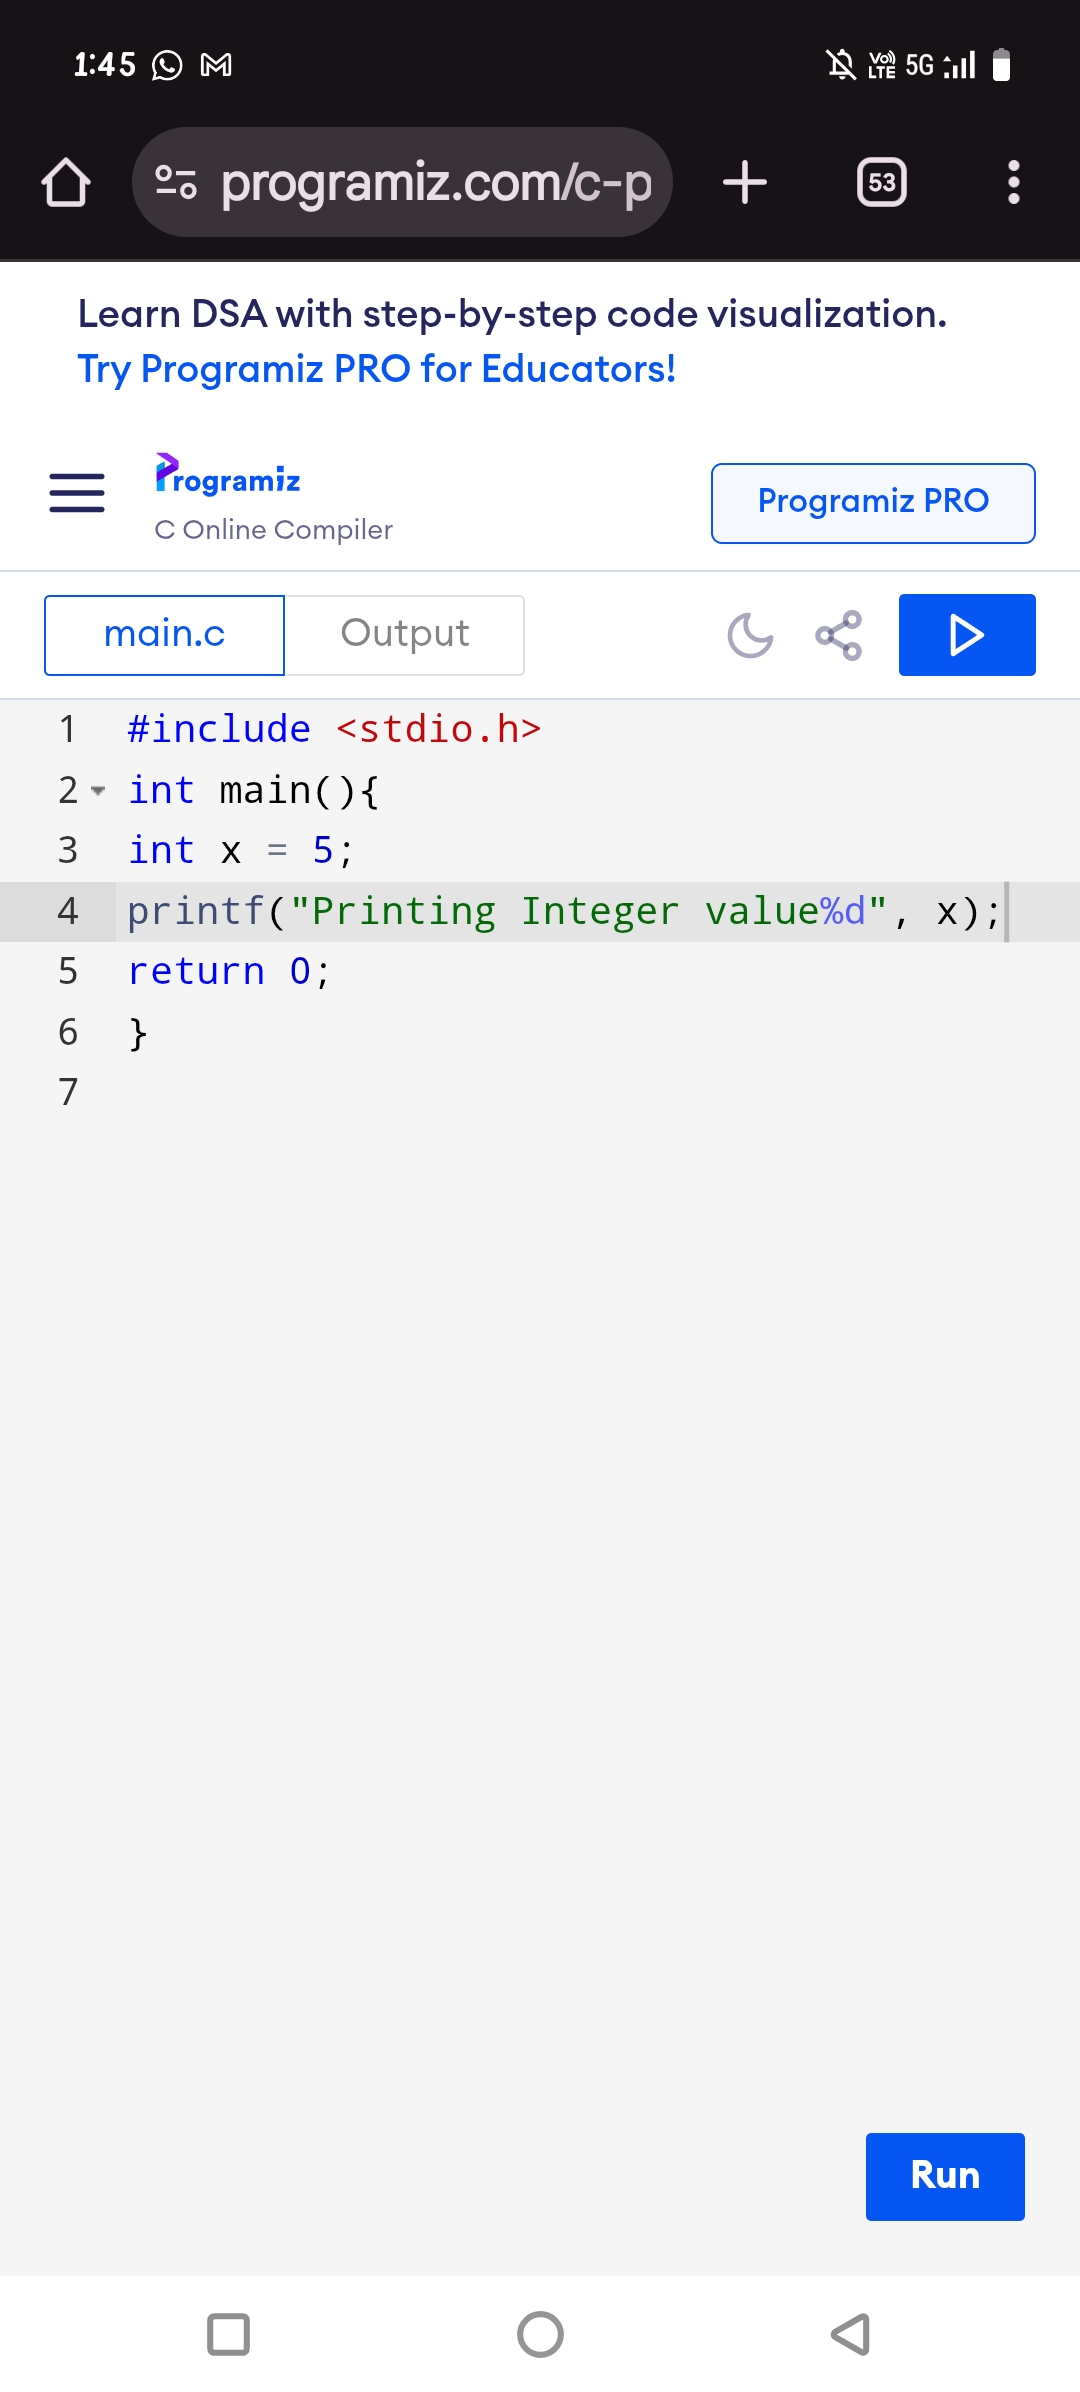 1:45
Vo)) LTE 5G
programiz.com/c-p
53
Learn DSA with step-by-step code visualization.
Try Programiz PRO for Educators!
Programiz
C Online Compiler
Programiz PRO
main.c
Output
1 #include <stdio.h>
2 int main(){
3 int x = 5;
4 printf("Printing Integer value%d", x);
5 return 0;
6 }
7
Run